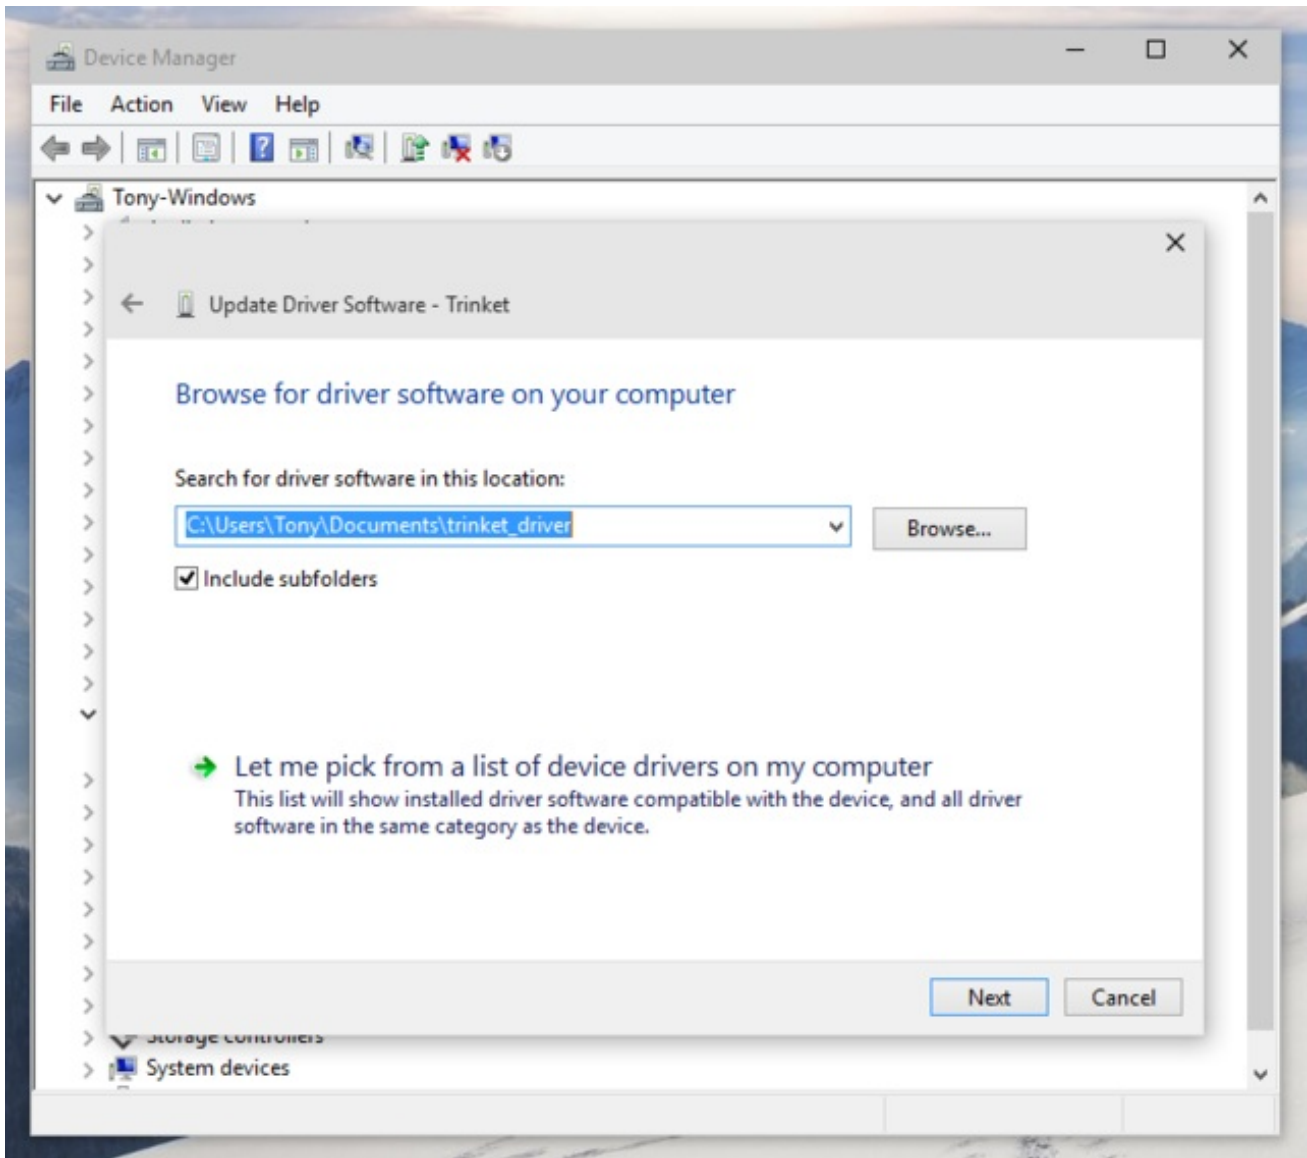 Device Manager
File Action View Help
Tony-Windows
Update Driver Software - Trinket
Browse for driver software on your computer
Search for driver software in this location:
C:\Users\Tony\Documents\trinket_driver
Browse...
Include subfolders
Let me pick from a list of device drivers on my computer
This list will show installed driver software compatible with the device, and all driver
software in the same category as the device.
Next Cancel
Storage controllers
System devices